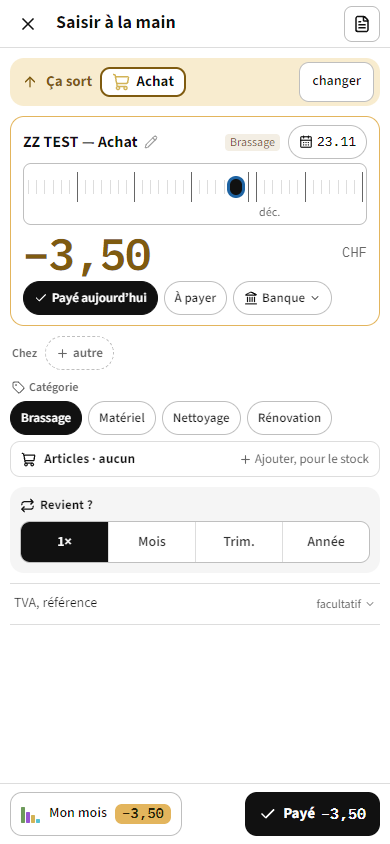 Saisir à la main
Ça sort Achat changer
ZZ TEST — Achat Brassage 23.11
déc.
−3,50 CHF
Payé aujourd'hui À payer Banque
Chez + autre
Catégorie
Brassage Matériel Nettoyage Rénovation
Articles · aucun + Ajouter, pour le stock
Revient ?
1× Mois Trim. Année
TVA, référence facultatif
Mon mois −3,50 Payé −3,50